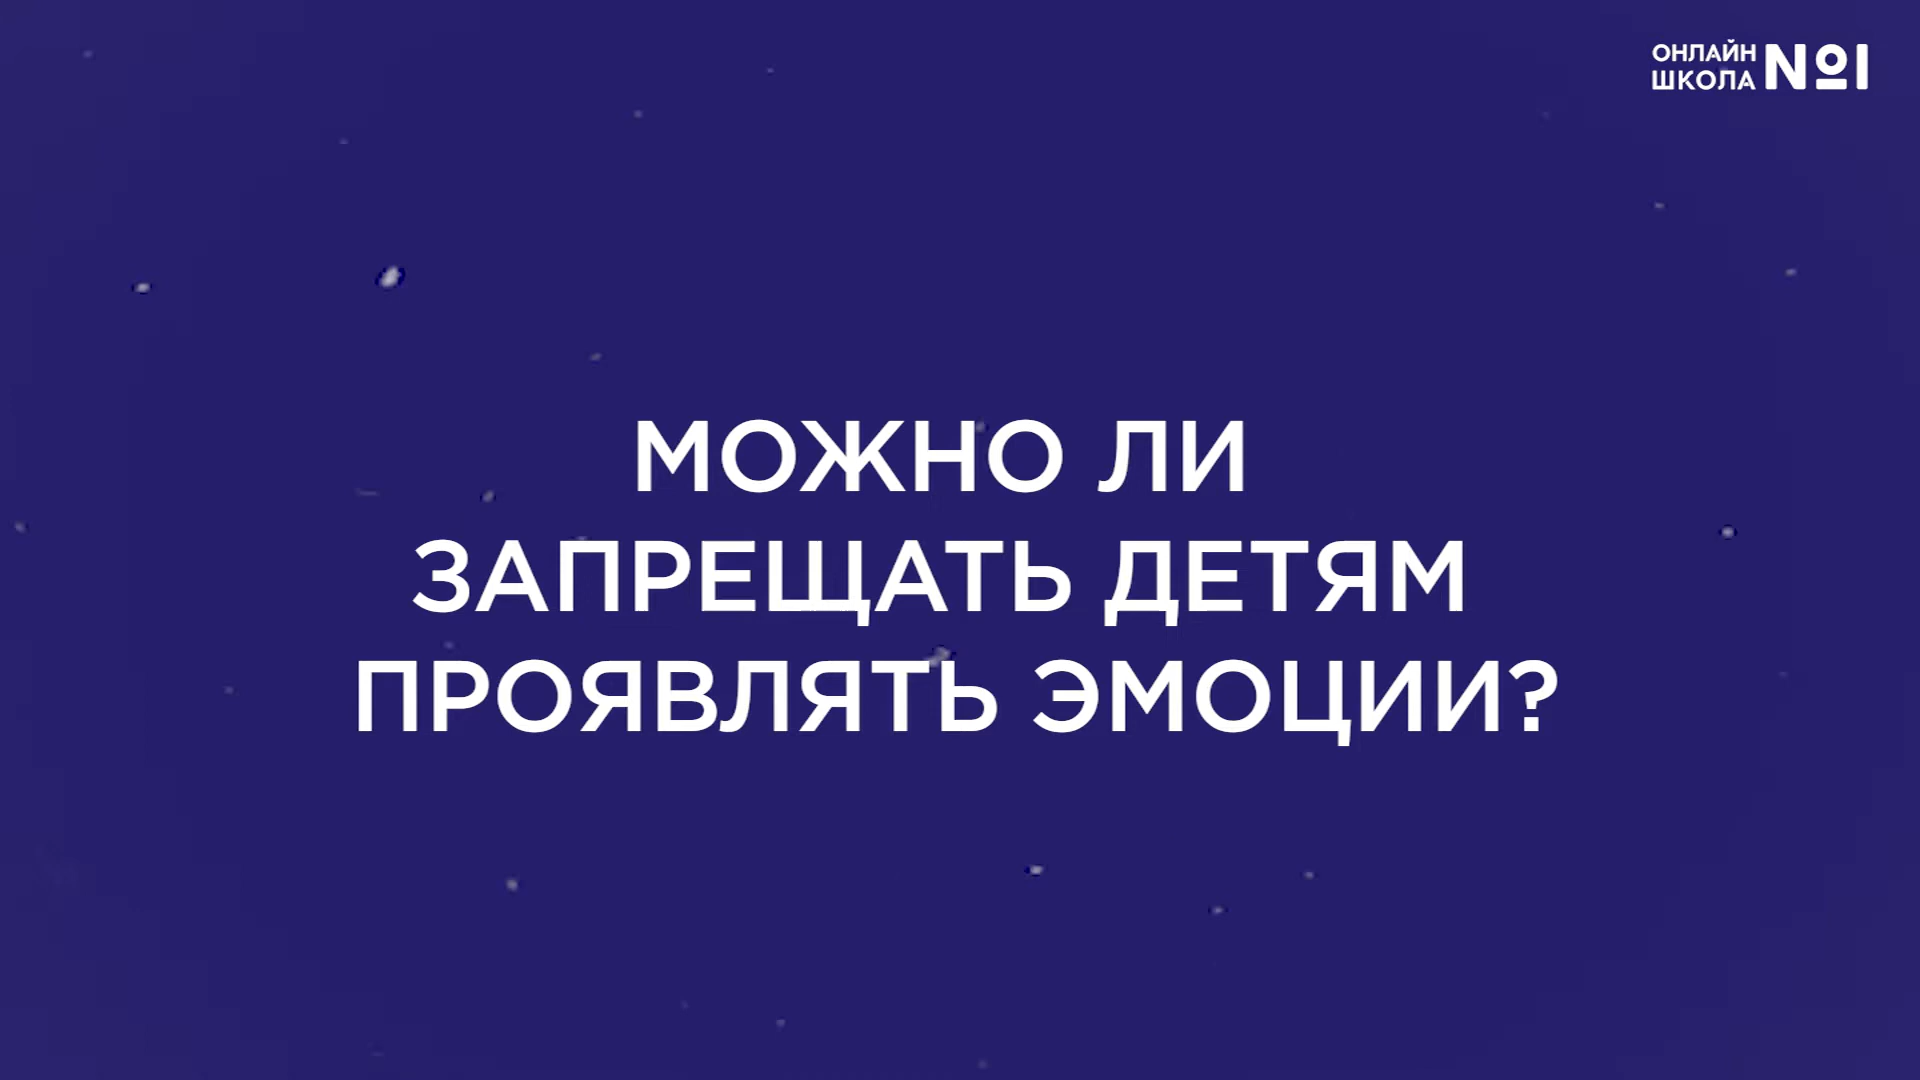 ОНЛАЙН
ШКОЛА №1
МОЖНО ЛИ
ЗАПРЕЩАТЬ ДЕТЯМ
ПРОЯВЛЯТЬ ЭМОЦИИ?